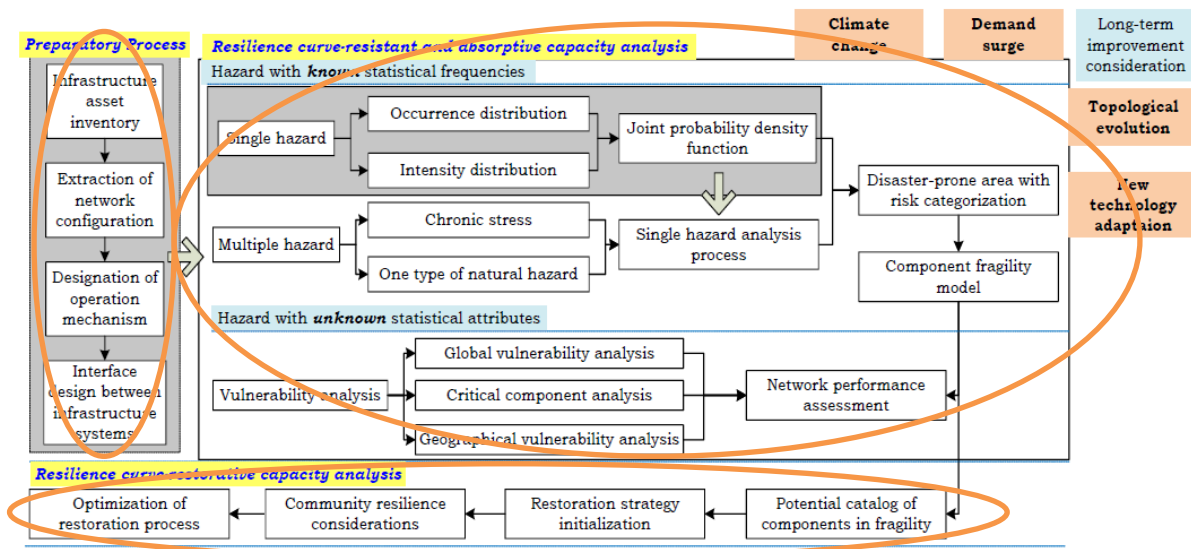 Climate
change
Demand
surge
Long-term
improvement
consideration
Preparatory Process
Resilience curve-resistant and absorptive capacity analysis
Hazard with known statistical frequencies
Infrastructure
asset
inventory
Extraction of
network
configuration
Designation of
operation
mechanism
Interface
design between
infrastructure
systems
Single hazard
Occurrence distribution
Intensity distribution
Joint probability density
function
Multiple hazard
Chronic stress
One type of natural hazard
Single hazard analysis
process
Disaster-prone area with
risk categorization
Component fragility
model
Topological
evolution
New
technology
adaptaion
Hazard with unknown statistical attributes
Vulnerability analysis
Global vulnerability analysis
Critical component analysis
Geographical vulnerability analysis
Network performance
assessment
Resilience curve-restorative capacity analysis
Optimization of
restoration process
Community resilience
considerations
Restoration strategy
initialization
Potential catalog of
components in fragility